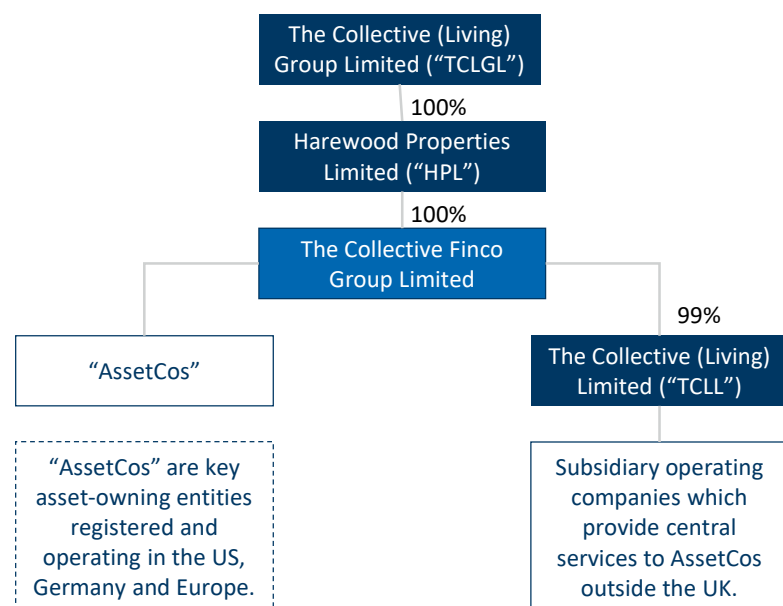 The Collective (Living)
Group Limited (“TCLGL”)
100%
Harewood Properties
Limited (“HPL”)
100%
The Collective Finco
Group Limited
99%
“AssetCos”
The Collective (Living)
Limited (“TCLL”)
“AssetCos” are key
asset-owning entities
registered and
operating in the US,
Germany and Europe.
Subsidiary operating
companies which
provide central
services to AssetCos
outside the UK.